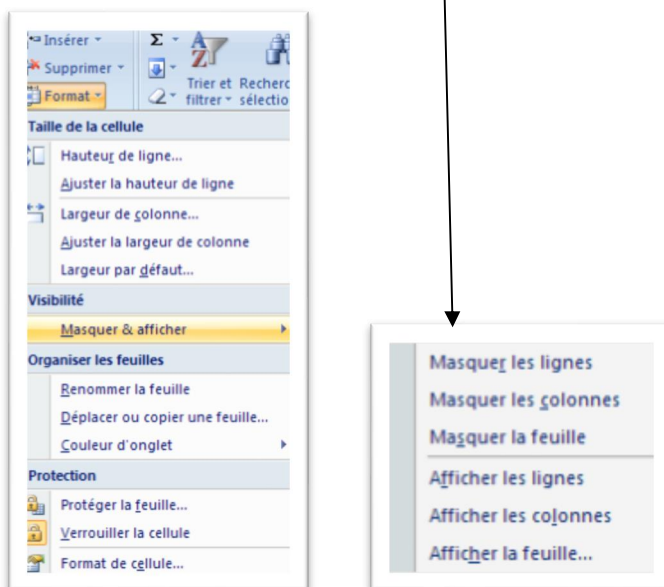 Insérer
Σ
Supprimer
Format
Trier et
filtrer
Taille de la cellule
Hauteur de ligne...
Ajuster la hauteur de ligne
Largeur de colonne...
Ajuster la largeur de colonne
Largeur par défaut...
Visibilité
Masquer & afficher
Organiser les feuilles
Renommer la feuille
Déplacer ou copier une feuille...
Couleur d'onglet
Protection
Protéger la feuille...
Verrouiller la cellule
Format de cellule...
Masquer les lignes
Masquer les colonnes
Masquer la feuille
Afficher les lignes
Afficher les colonnes
Afficher la feuille...